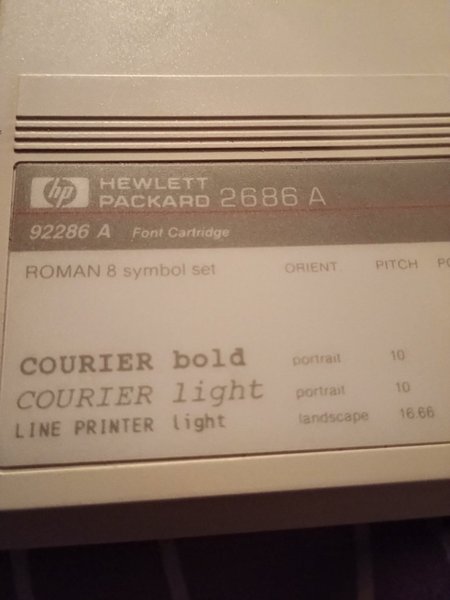 hp HEWLETT
PACKARD 2686 A
92286 A Font Cartridge
ROMAN 8 symbol set ORIENT. PITCH PO
COURIER bold portrait 10
COURIER light portrait 10
LINE PRINTER light landscape 16.66